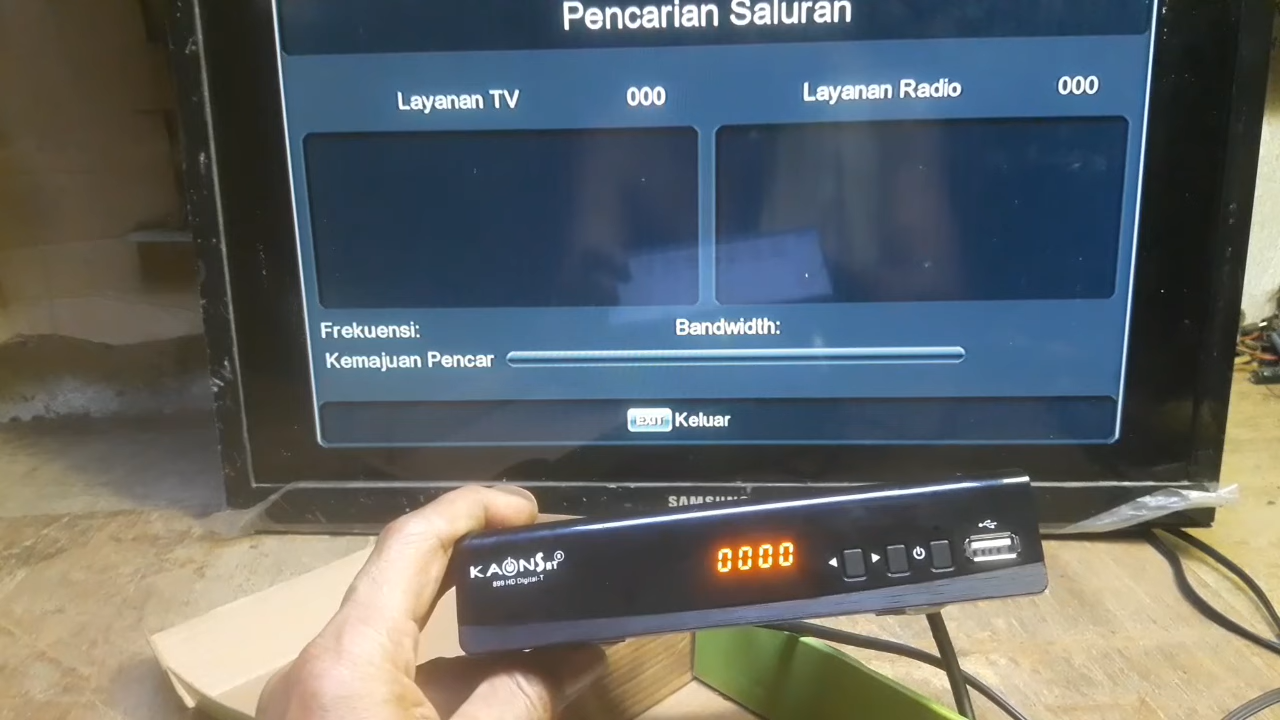 Pencarian Saluran
Layanan TV 000 Layanan Radio 000
Frekuensi: Bandwidth:
Kemajuan Pencar
EXIT Keluar
SAMSUNG
KAONSAT
899 HD Digital-T
0000